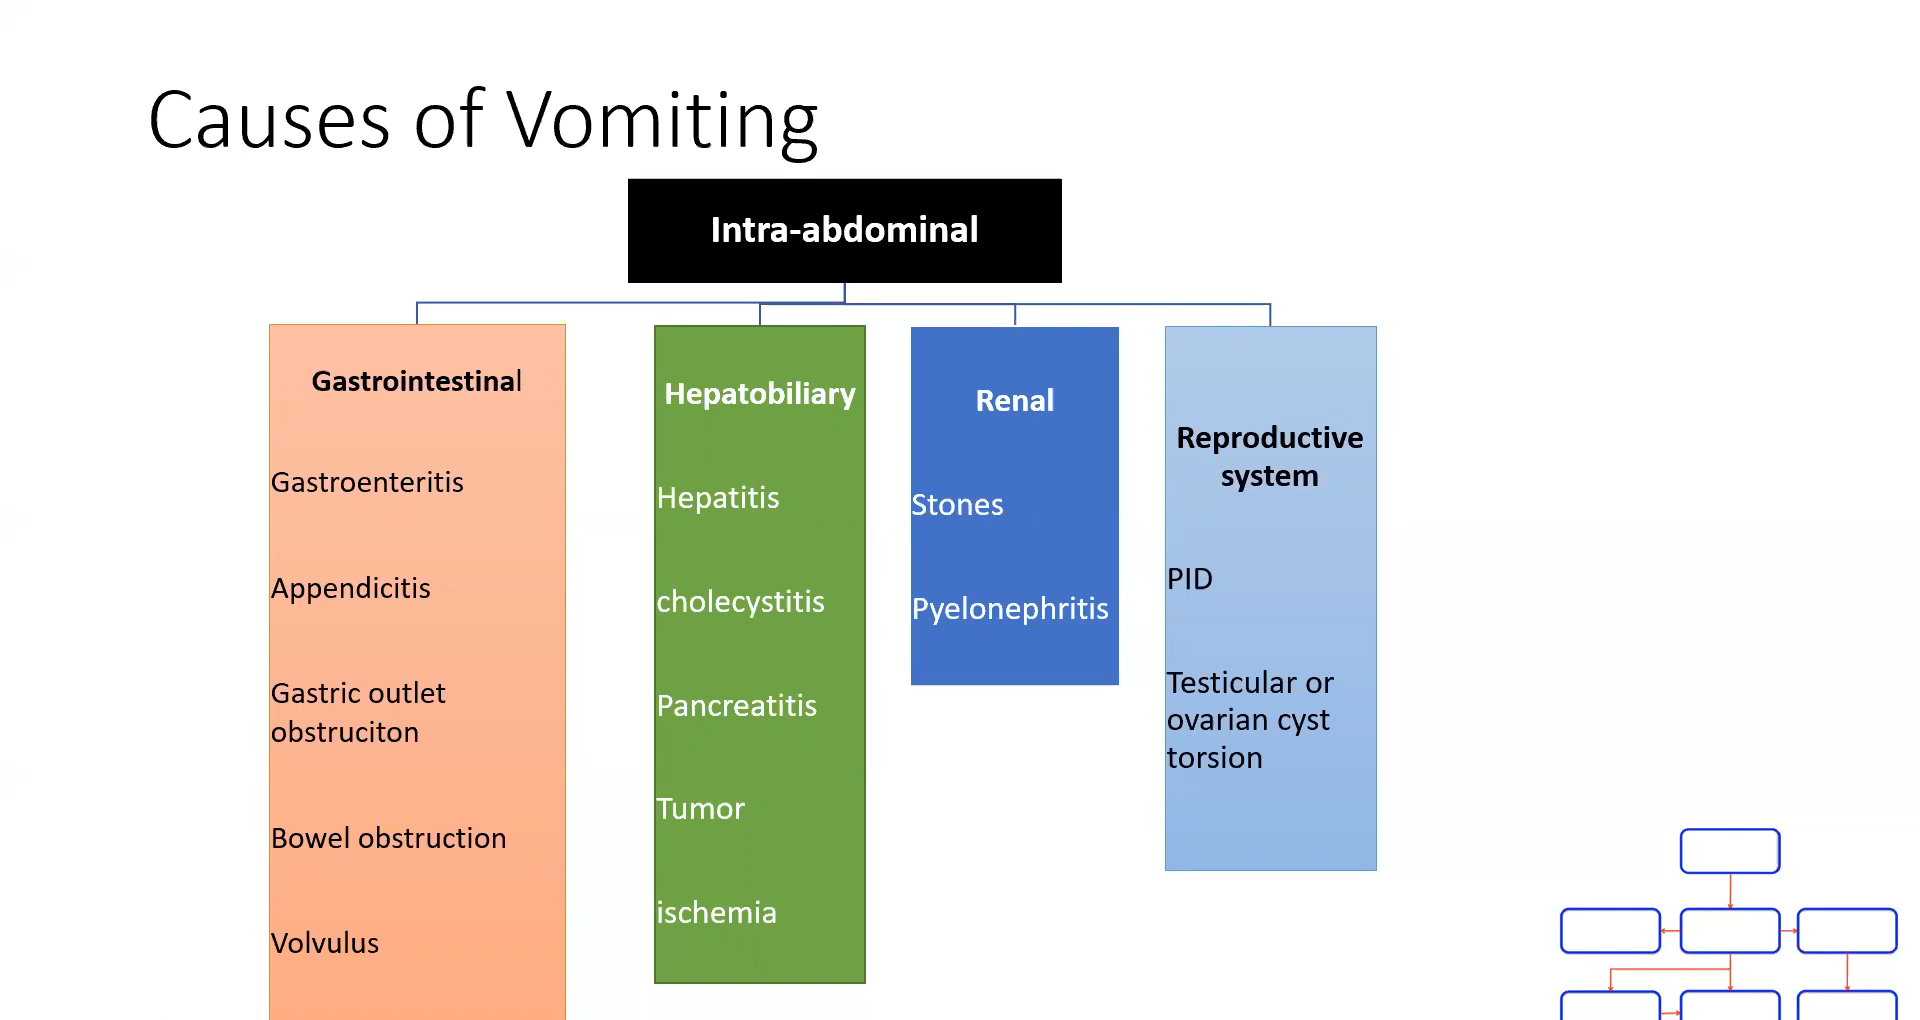 Causes of Vomiting
Intra-abdominal
Gastrointestinal
Gastroenteritis
Appendicitis
Gastric outlet
obstruciton
Bowel obstruction
Volvulus
Hepatobiliary
Hepatitis
cholecystitis
Pancreatitis
Tumor
ischemia
Renal
Stones
Pyelonephritis
Reproductive
system
PID
Testicular or
ovarian cyst
torsion